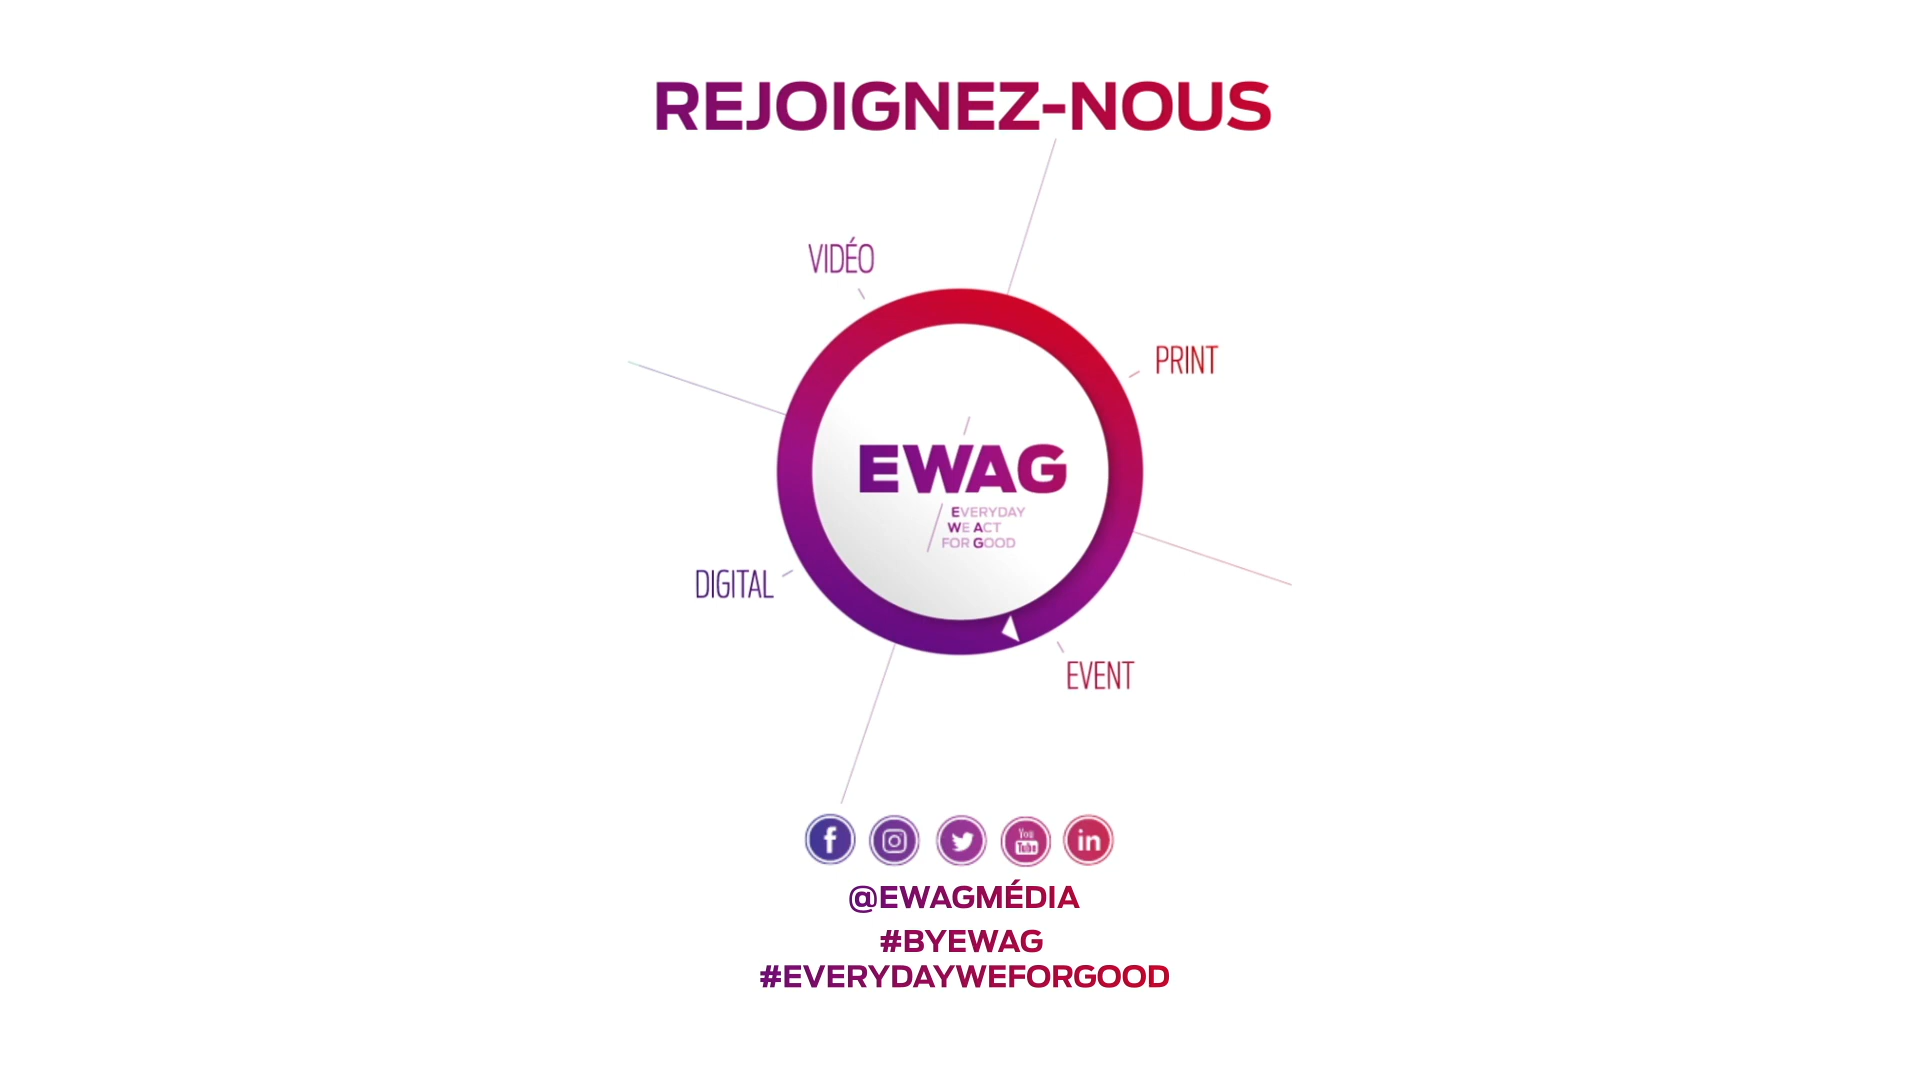 REJOIGNEZ-NOUS
VIDÉO
PRINT
EWAG
EVERYDAY
WE ACT
FOR GOOD
DIGITAL
EVENT
f
You
Tube
in
@EWAGMÉDIA
#BYEWAG
#EVERYDAYWEFORGOOD